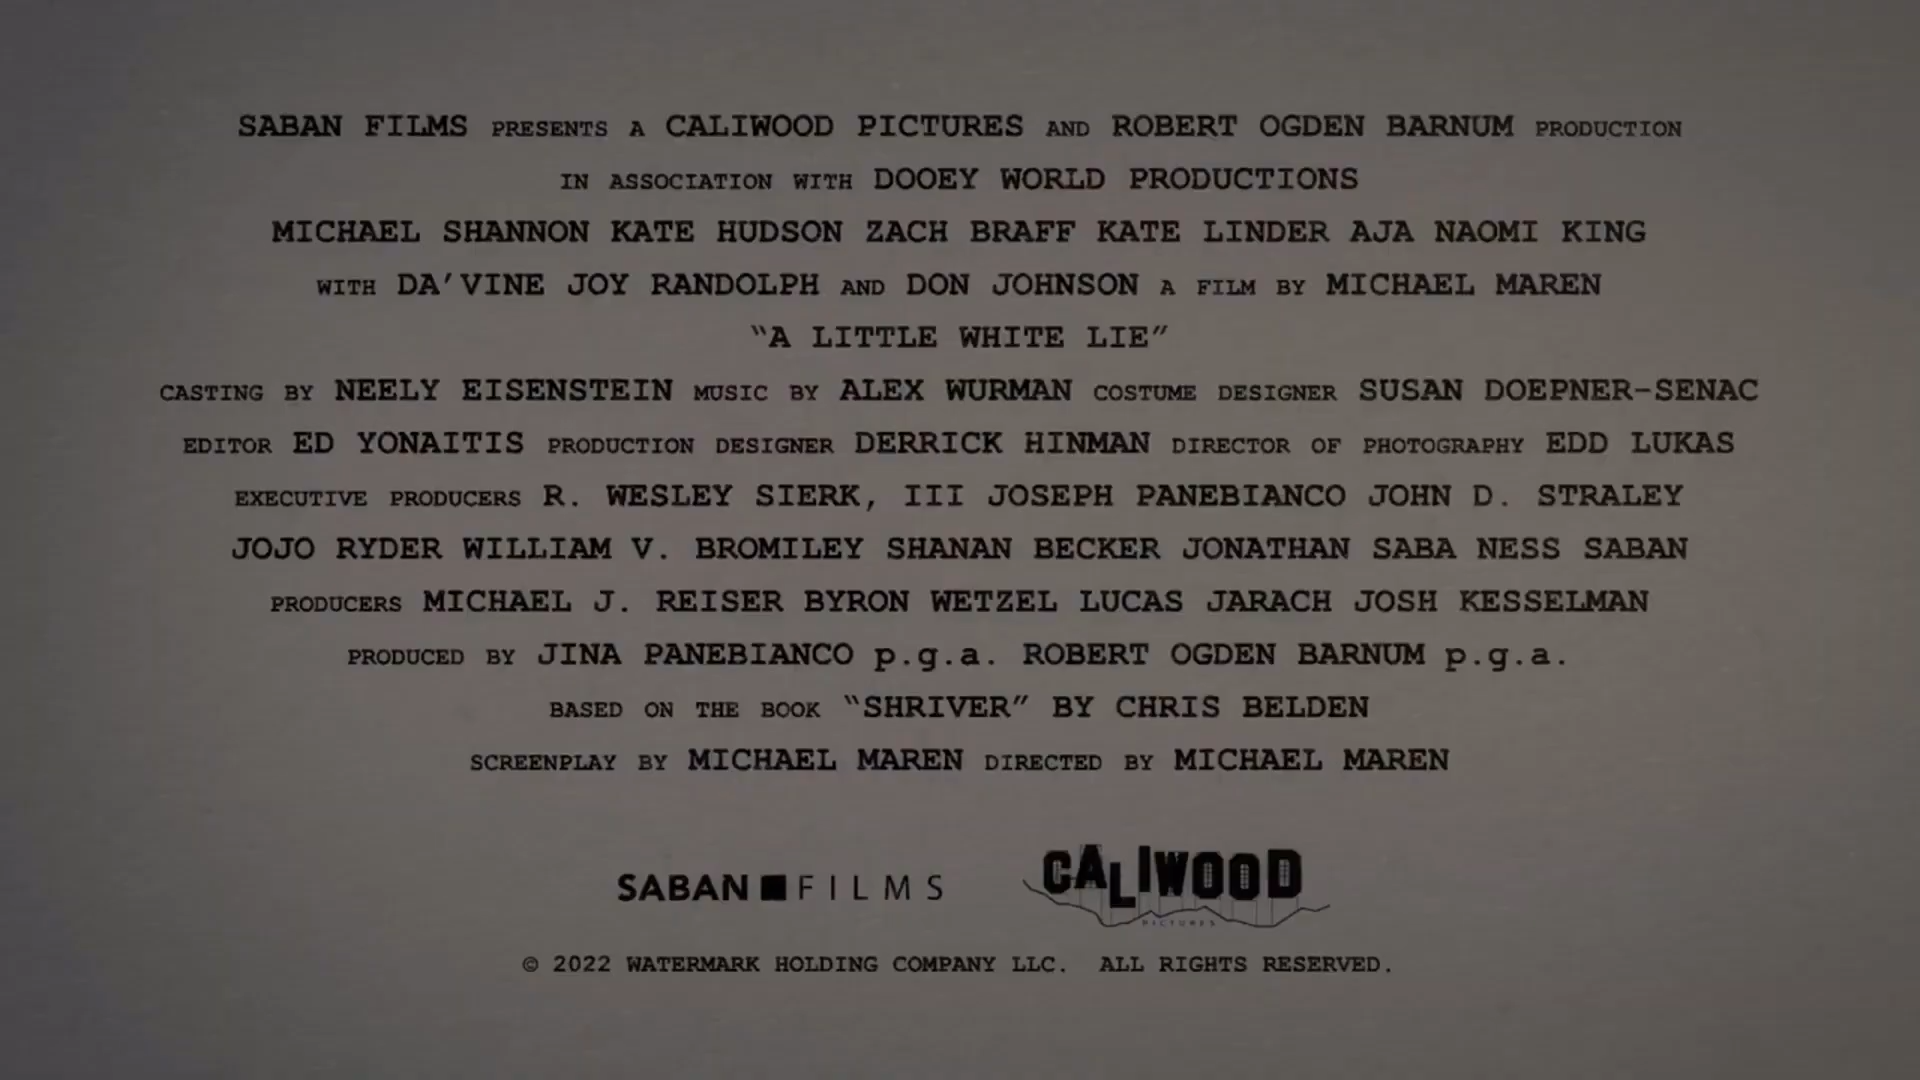 SABAN FILMS PRESENTS A CALIWOOD PICTURES AND ROBERT OGDEN BARNUM PRODUCTION
IN ASSOCIATION WITH DOOEY WORLD PRODUCTIONS
MICHAEL SHANNON KATE HUDSON ZACH BRAFF KATE LINDER AJA NAOMI KING
WITH DA'VINE JOY RANDOLPH AND DON JOHNSON A FILM BY MICHAEL MAREN
“A LITTLE WHITE LIE”
CASTING BY NEELY EISENSTEIN MUSIC BY ALEX WURMAN COSTUME DESIGNER SUSAN DOEPNER-SENAC
EDITOR ED YONAITIS PRODUCTION DESIGNER DERRICK HINMAN DIRECTOR OF PHOTOGRAPHY EDD LUKAS
EXECUTIVE PRODUCERS R. WESLEY SIERK, III JOSEPH PANEBIANCO JOHN D. STRALEY
JOJO RYDER WILLIAM V. BROMILEY SHANAN BECKER JONATHAN SABA NESS SABAN
PRODUCERS MICHAEL J. REISER BYRON WETZEL LUCAS JARACH JOSH KESSELMAN
PRODUCED BY JINA PANEBIANCO p.g.a. ROBERT OGDEN BARNUM p.g.a.
BASED ON THE BOOK “SHRIVER” BY CHRIS BELDEN
SCREENPLAY BY MICHAEL MAREN DIRECTED BY MICHAEL MAREN
SABAN FILMS
CALIWOOD
PICTURES
© 2022 WATERMARK HOLDING COMPANY LLC. ALL RIGHTS RESERVED.